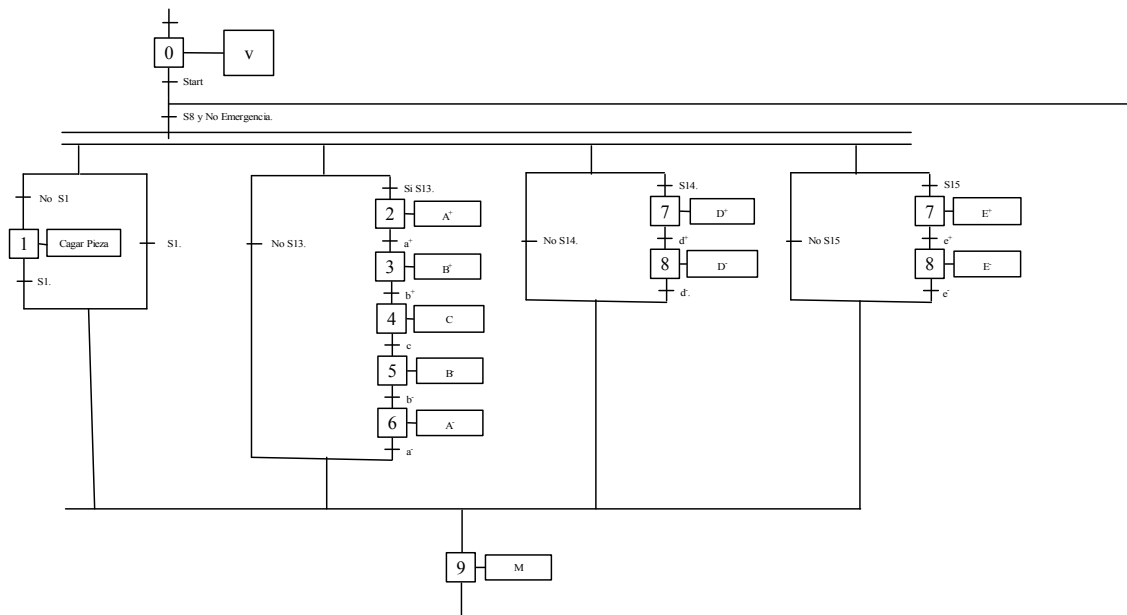 0
V
Start
S8 y No Emergencia.
No S1
1
Cagar Pieza
S1.
S1.
No S13.
Si S13.
2
A+
a+
3
B+
b+
4
C
c
5
B-
b-
6
A-
a-
No S14.
S14.
7
D+
d+
8
D-
d-.
No S15
S15
7
E+
e+
8
E-
e-
9
M